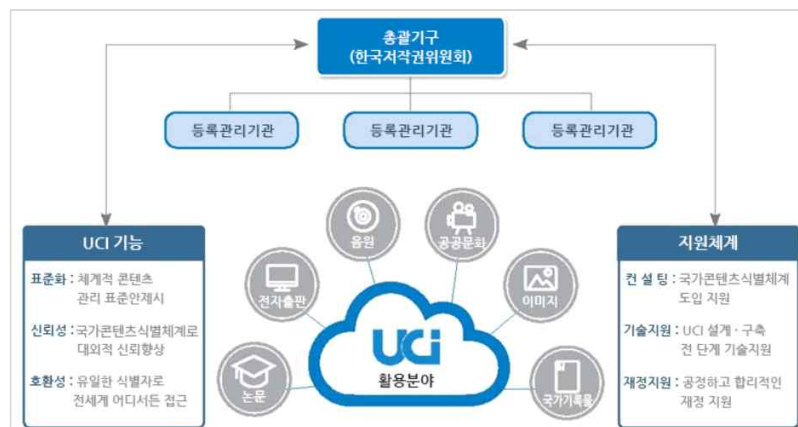 총괄기구
(한국저작권위원회)
등록관리기관 등록관리기관 등록관리기관
UCI 기능
표준화 : 체계적 콘텐츠
관리 표준안제시
신뢰성 : 국가콘텐츠식별체계로
대외적 신뢰향상
호환성 : 유일한 식별자로
전세계 어디서든 접근
음원
공공문화
전자출판
이미지
논문
국가기록물
UCI
활용분야
지원체계
컨 설 팅 : 국가콘텐츠식별체계
도입 지원
기술지원 : UCI 설계 · 구축
전 단계 기술지원
재정지원 : 공정하고 합리적인
재정 지원